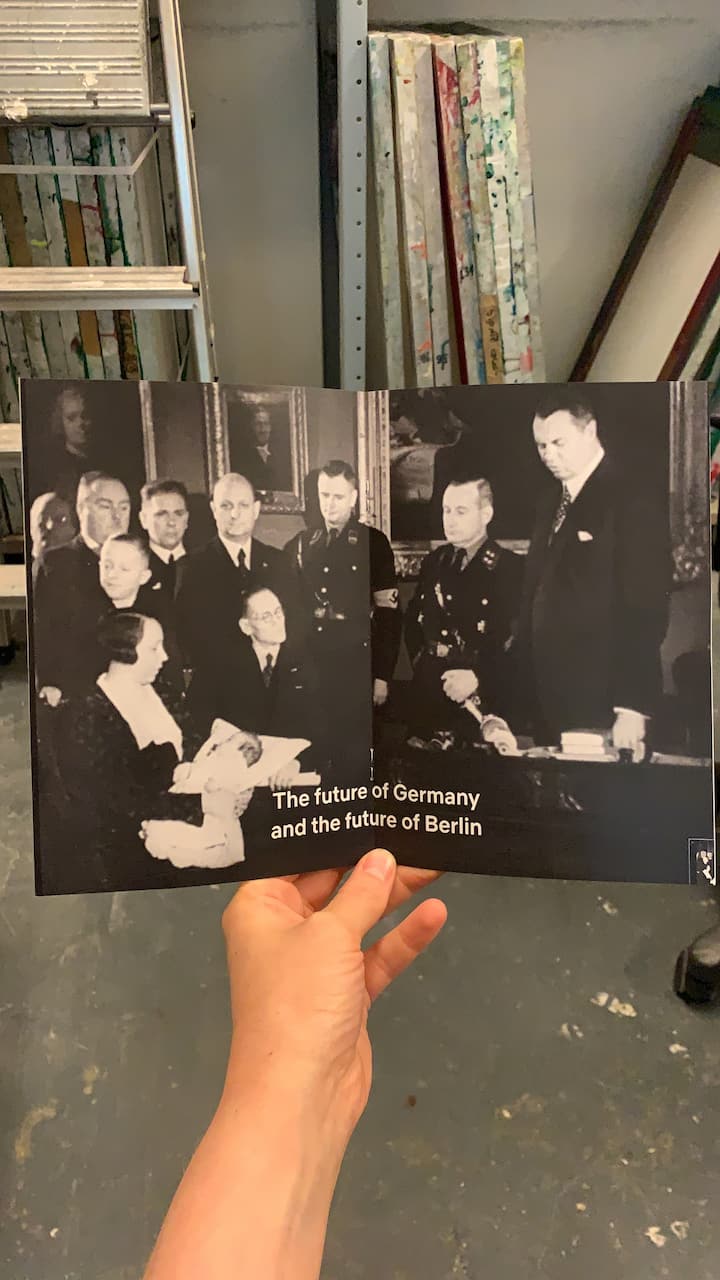 The future of Germany
and the future of Berlin